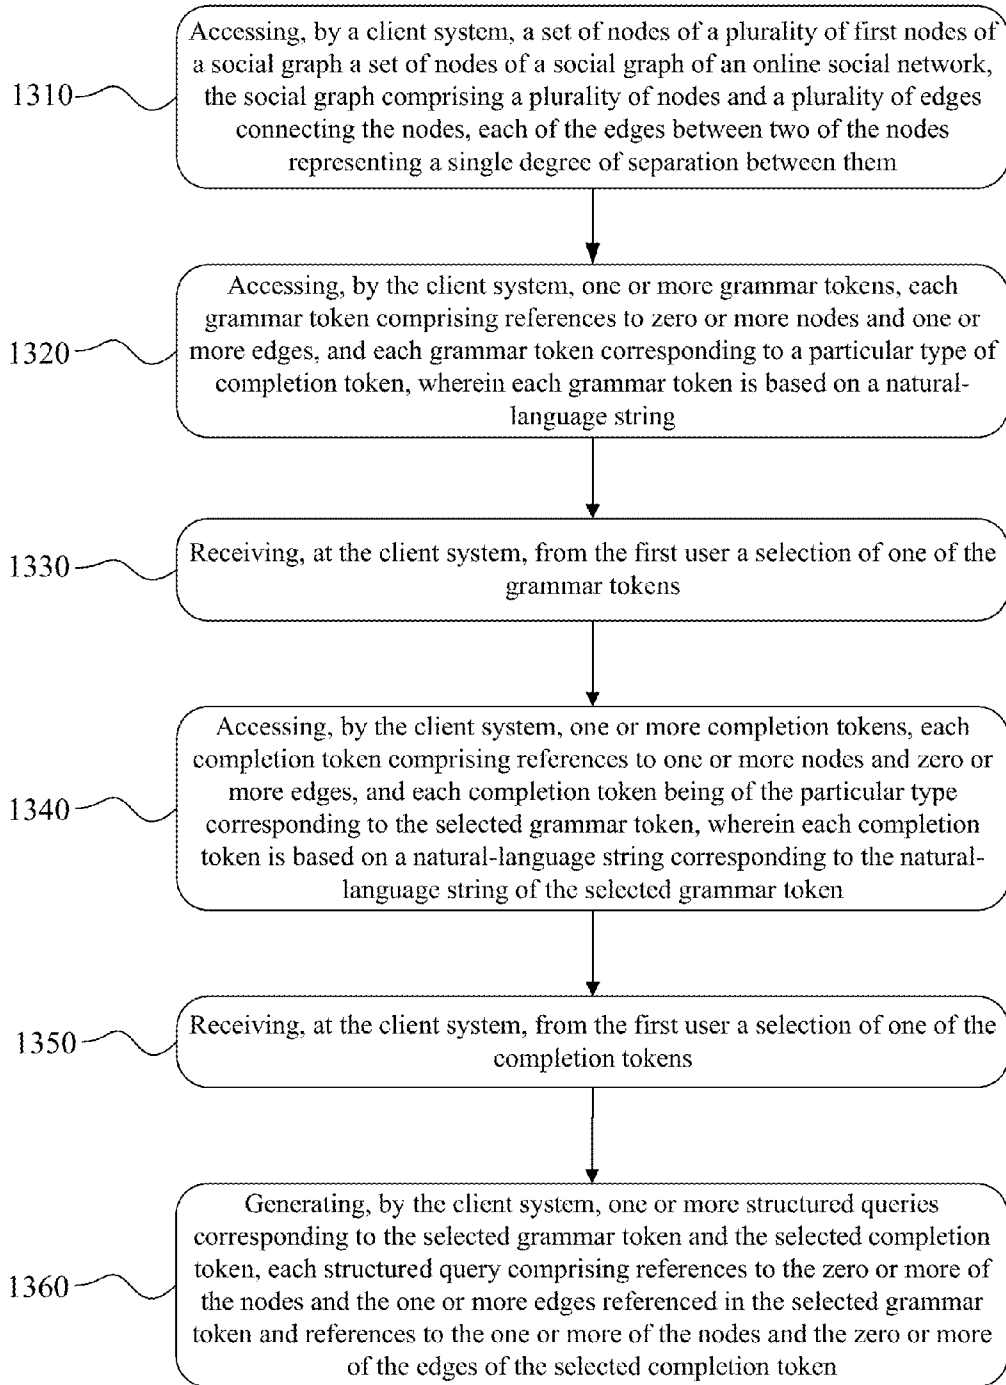 Accessing, by a client system, a set of nodes of a plurality of first nodes of
a social graph a set of nodes of a social graph of an online social network,
1310
the social graph comprising a plurality of nodes and a plurality of edges
connecting the nodes, each of the edges between two of the nodes
representing a single degree of separation between them
Accessing, by the client system, one or more grammar tokens, each
grammar token comprising references to zero or more nodes and one or
1320
more edges, and each grammar token corresponding to a particular type of
completion token, wherein each grammar token is based on a natural-
language string
1330
Receiving, at the client system, from the first user a selection of one of the
grammar tokens
Accessing, by the client system, one or more completion tokens, each
completion token comprising references to one or more nodes and zero or
1340
more edges, and each completion token being of the particular type
corresponding to the selected grammar token, wherein each completion
token is based on a natural-language string corresponding to the natural-
language string of the selected grammar token
1350
Receiving, at the client system, from the first user a selection of one of the
completion tokens
Generating, by the client system, one or more structured queries
corresponding to the selected grammar token and the selected completion
1360
token, each structured query comprising references to the zero or more of
the nodes and the one or more edges referenced in the selected grammar
token and references to the one or more of the nodes and the zero or more
of the edges of the selected completion token